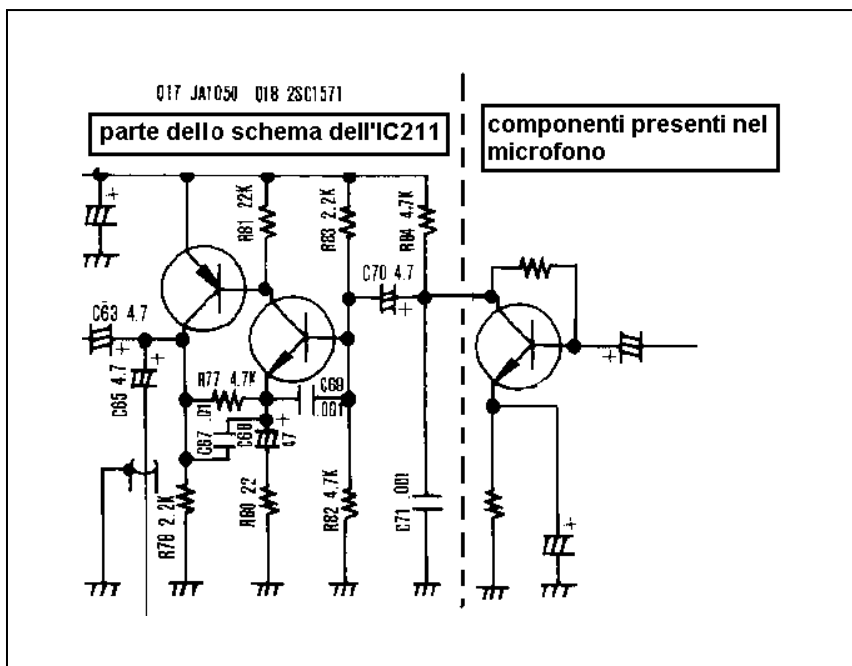 Q17 JA1050 Q18 2SC1571
parte dello schema dell'IC211
componenti presenti nel
microfono
R81 22K
R83 2.2K
R84 4.7K
C70 4.7
+
+
C63 4.7
+
+
C65 4.7
R77 4.7K
.01
C67
C68
+
47
C69
.001
R78 2.2K
R80 22
R82 4.7K
C71 .001
+
+